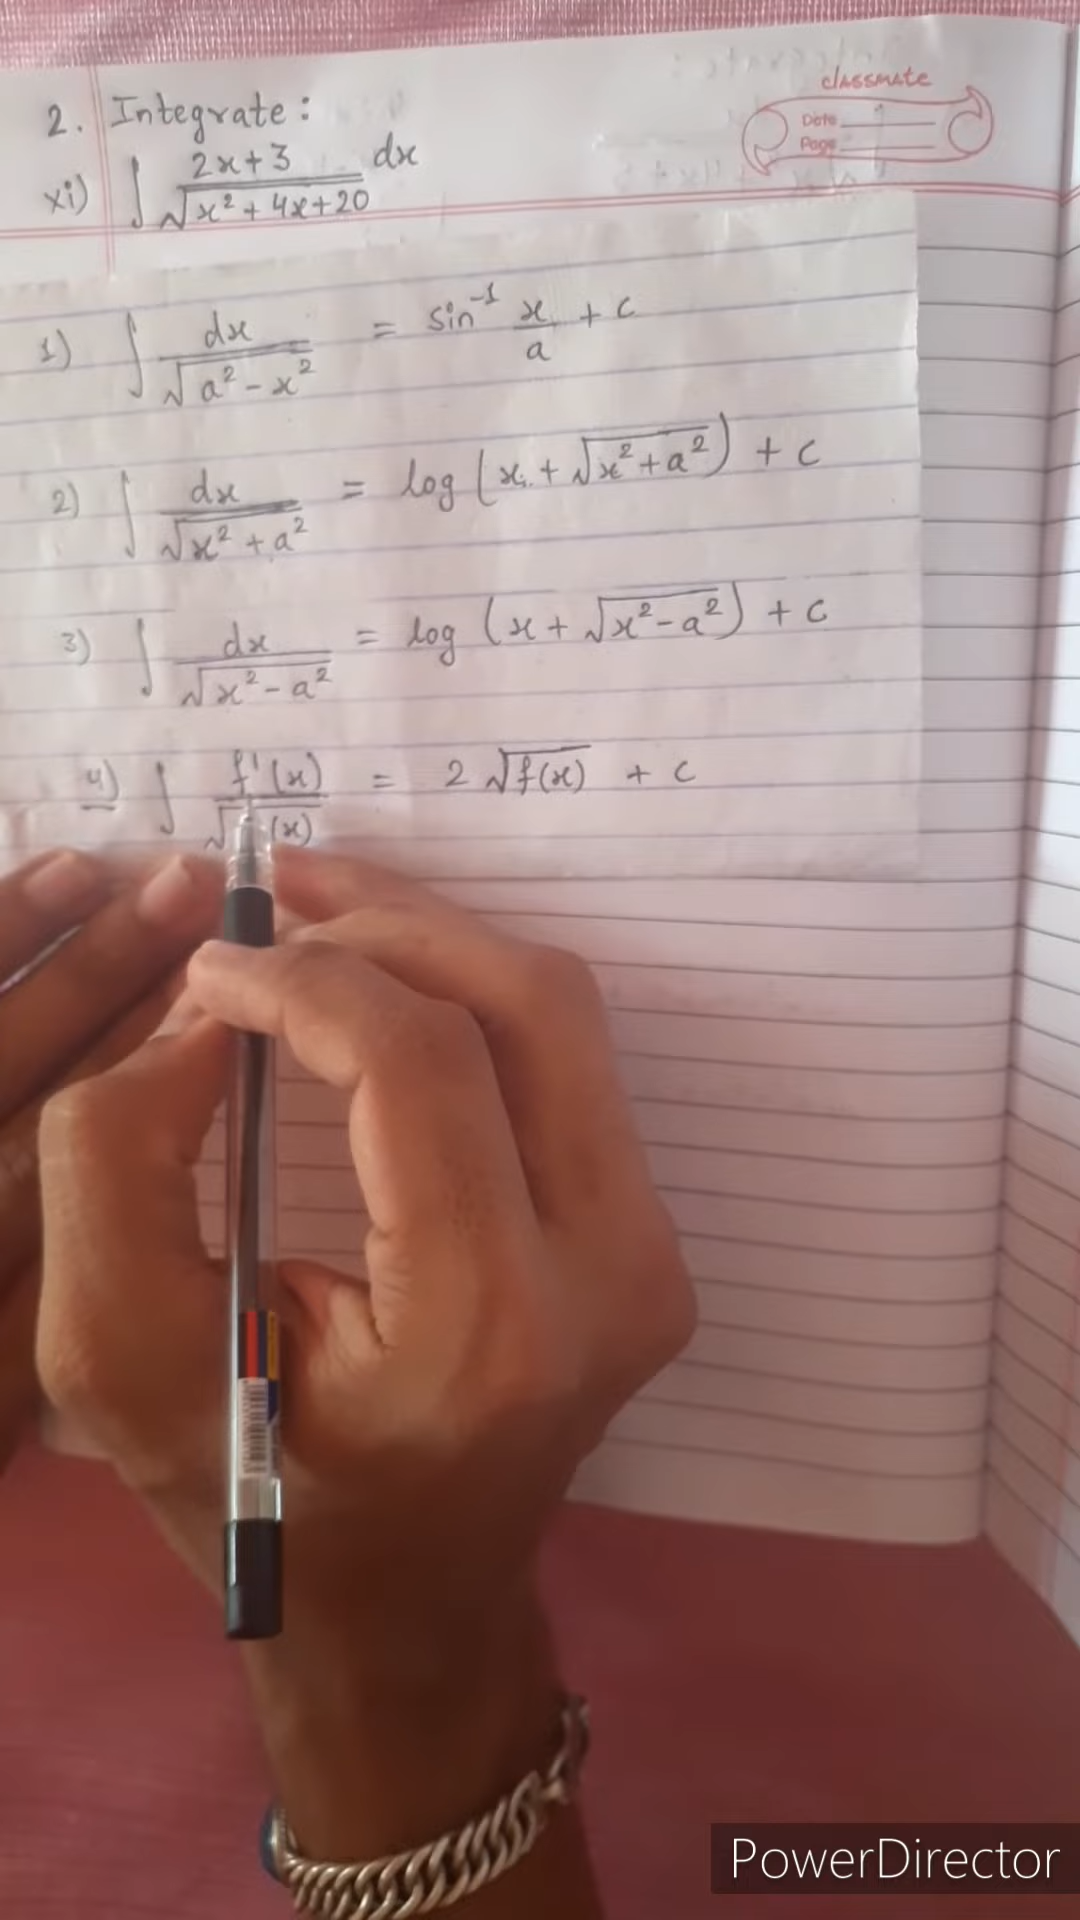 classmate
Date
Page
2. Integrate:
xi) ∫ 2x+3 / √x²+4x+20 dx
1) ∫ dx / √a²-x² = sin⁻¹ x/a + c
2) ∫ dx / √x²+a² = log (x + √x²+a²) + c
3) ∫ dx / √x²-a² = log (x + √x²-a²) + c
4) ∫ f'(x) / √ (x) = 2 √f(x) + c
PowerDirector